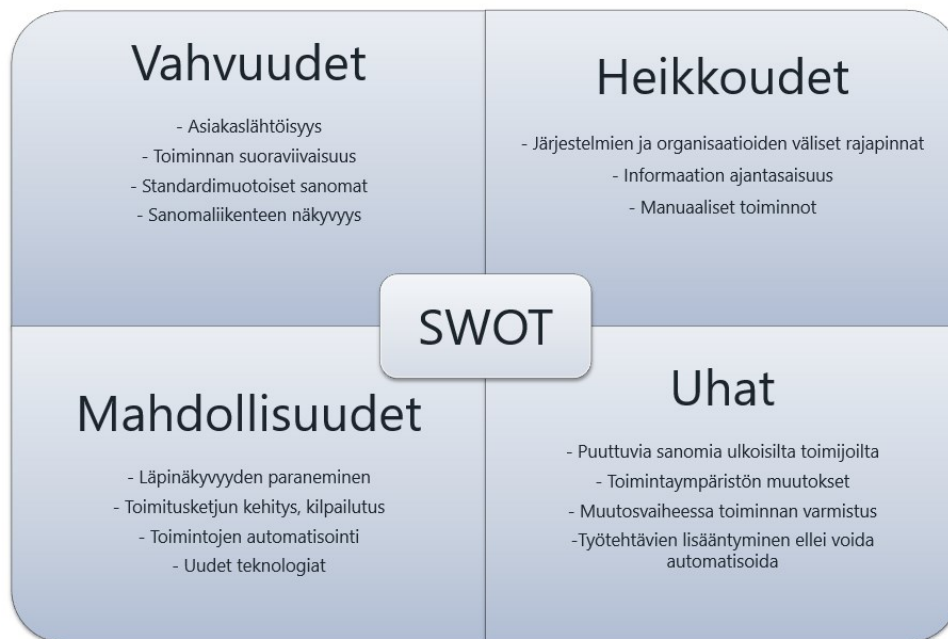 Vahvuudet
- Asiakaslähtöisyys
- Toiminnan suoraviivaisuus
- Standardimuotoiset sanomat
- Sanomaliikenteen näkyvyys
Heikkoudet
- Järjestelmien ja organisaatioiden väliset rajapinnat
- Informaation ajantasaisuus
- Manuaaliset toiminnot
SWOT
Mahdollisuudet
- Läpinäkyvyyden paraneminen
- Toimitusketjun kehitys, kilpailutus
- Toimintojen automatisointi
- Uudet teknologiat
Uhat
- Puuttuvia sanomia ulkoisilta toimijoilta
- Toimintaympäristön muutokset
- Muutosvaiheessa toiminnan varmistus
-Työtehtävien lisääntyminen ellei voida
automatisoida